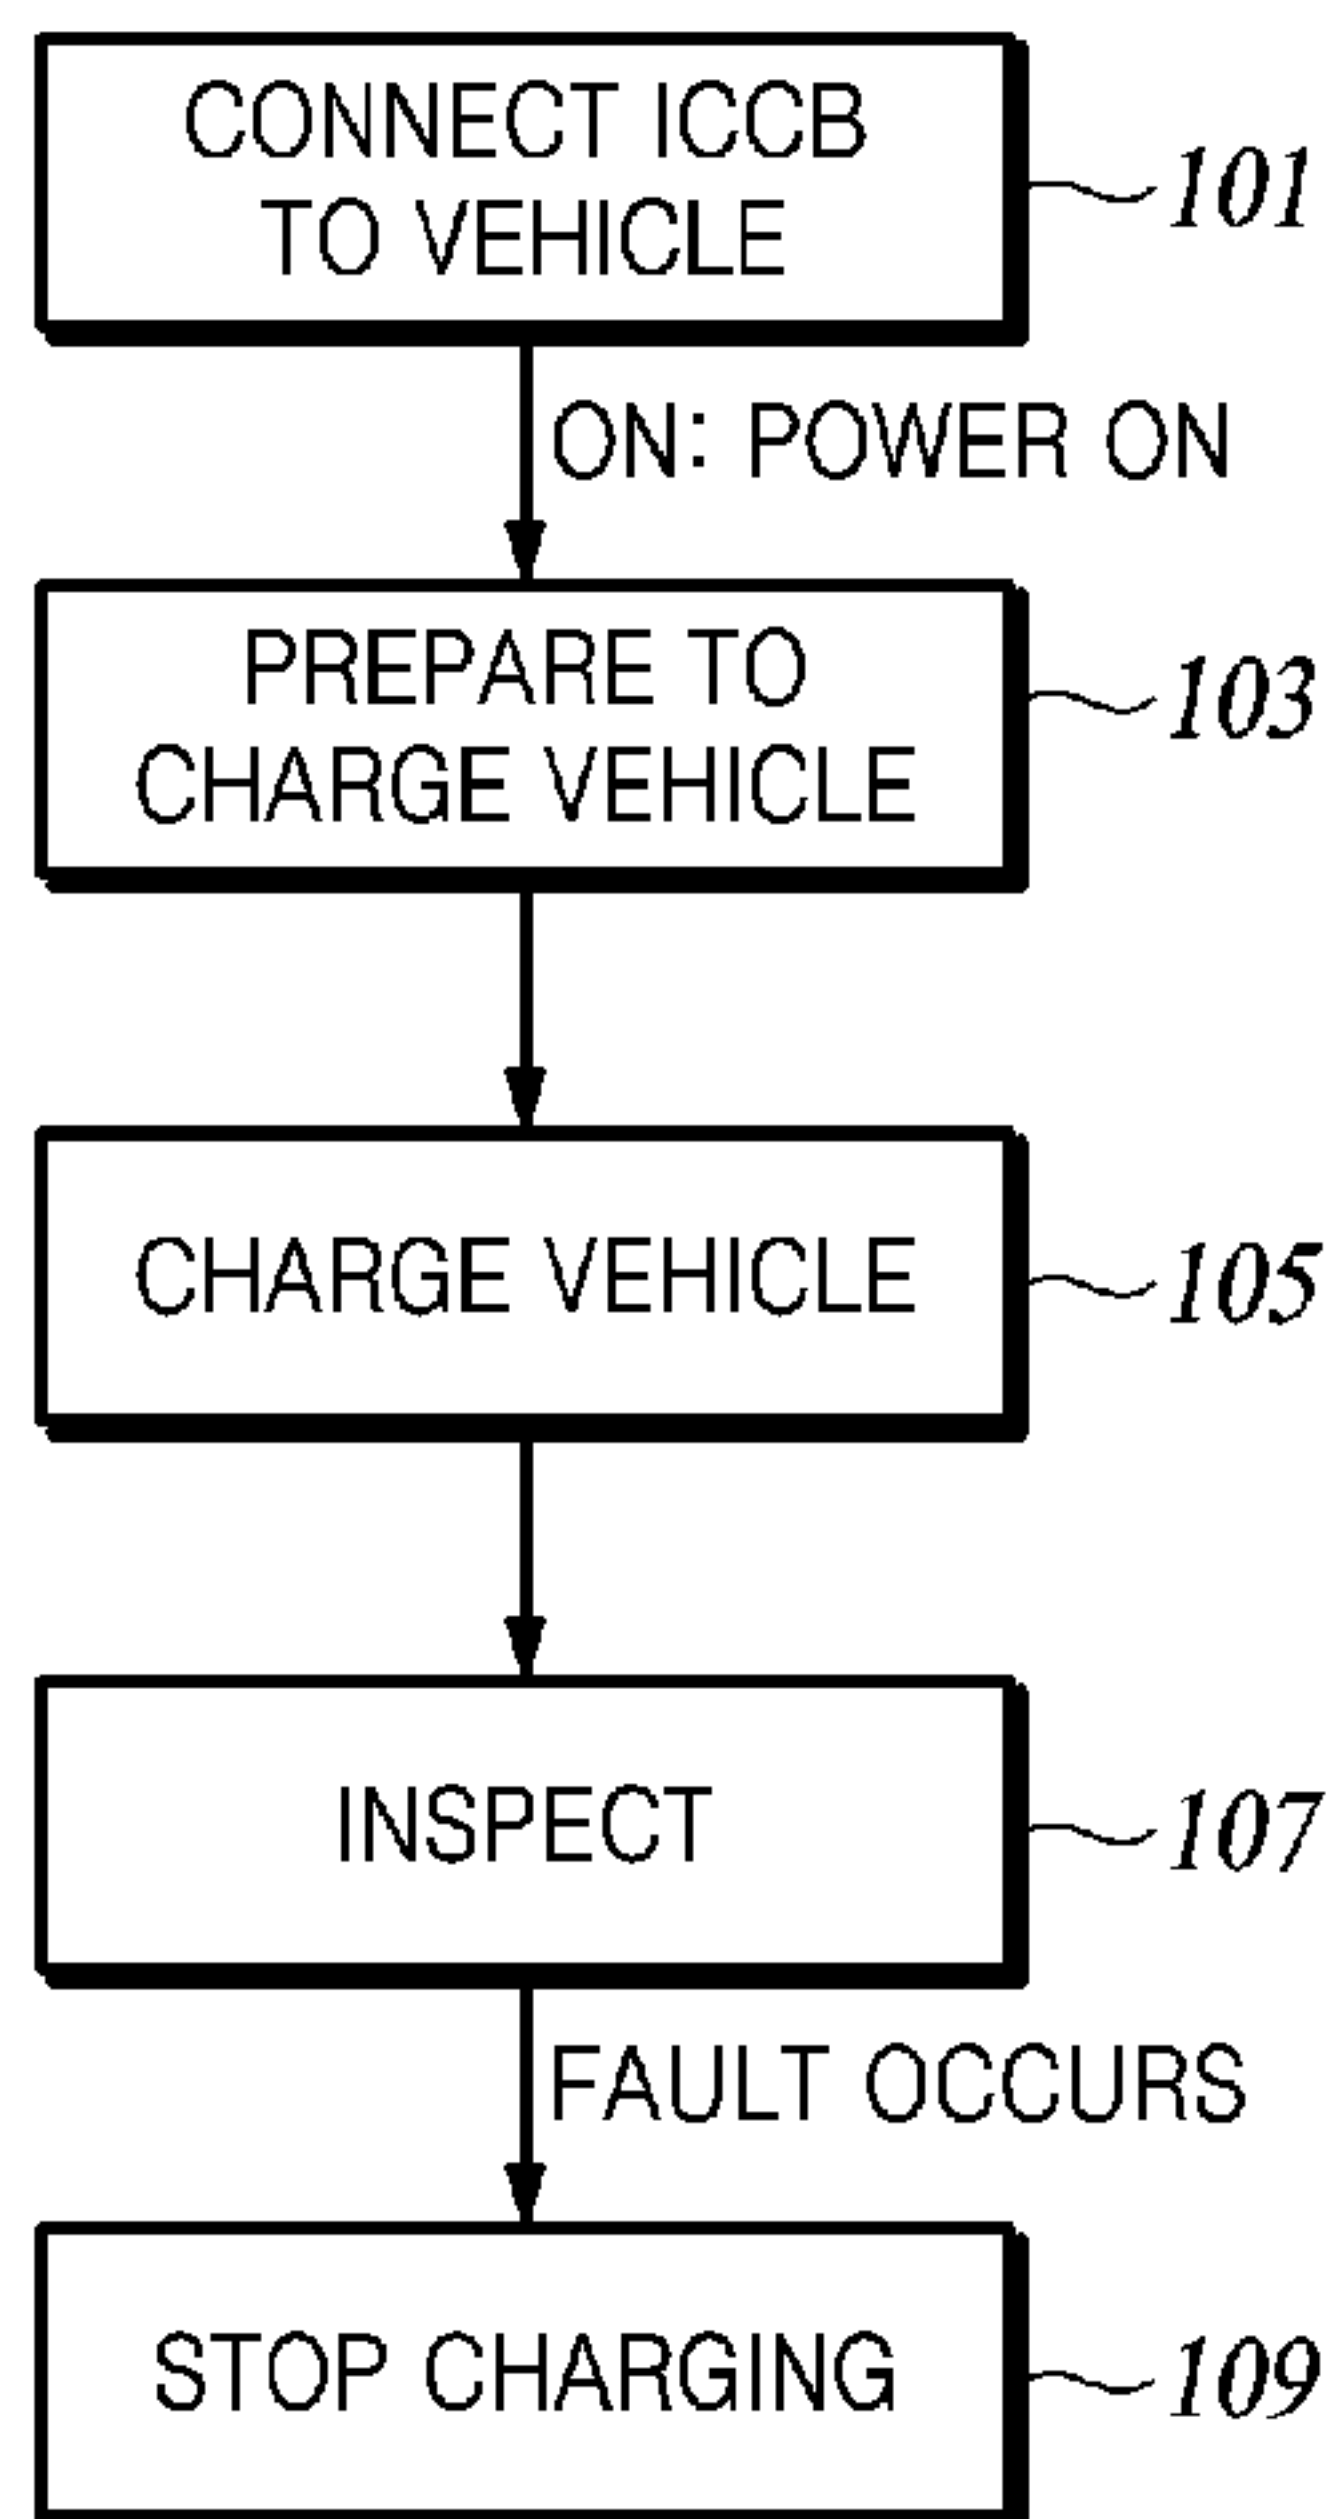 CONNECT ICCB
TO VEHICLE
101
ON: POWER ON
PREPARE TO
CHARGE VEHICLE
103
CHARGE VEHICLE
105
INSPECT
107
FAULT OCCURS
STOP CHARGING
109